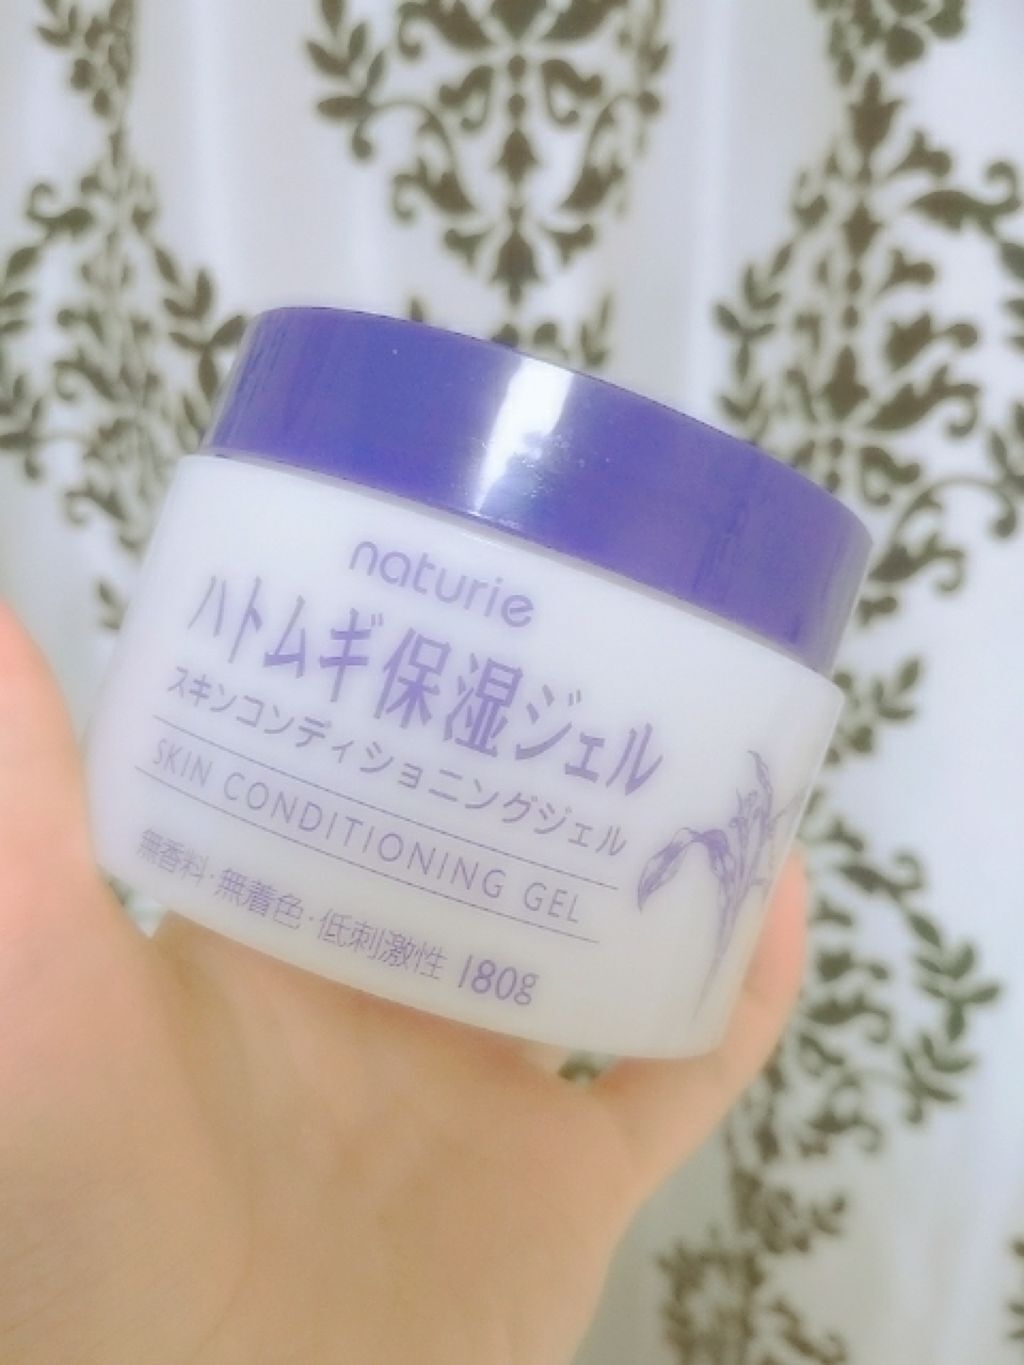 naturie
ハトムギ保湿ジェル
スキンコンディショニングジェル
SKIN CONDITIONING GEL
無香料・無着色・低刺激性 180g